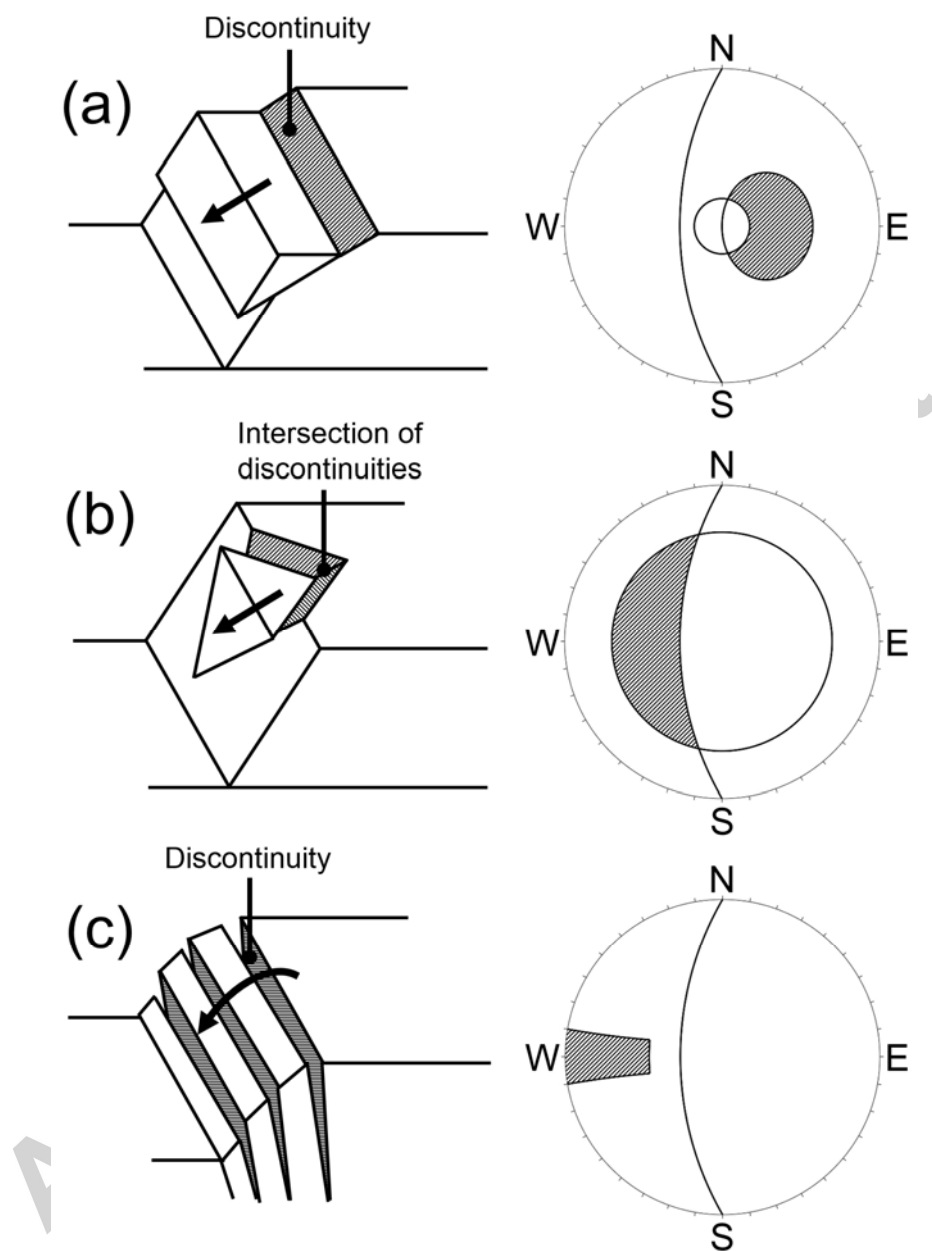 Discontinuity
(a)
N
W
E
S
Intersection of
discontinuities
(b)
N
W
E
S
Discontinuity
(c)
N
W
E
S